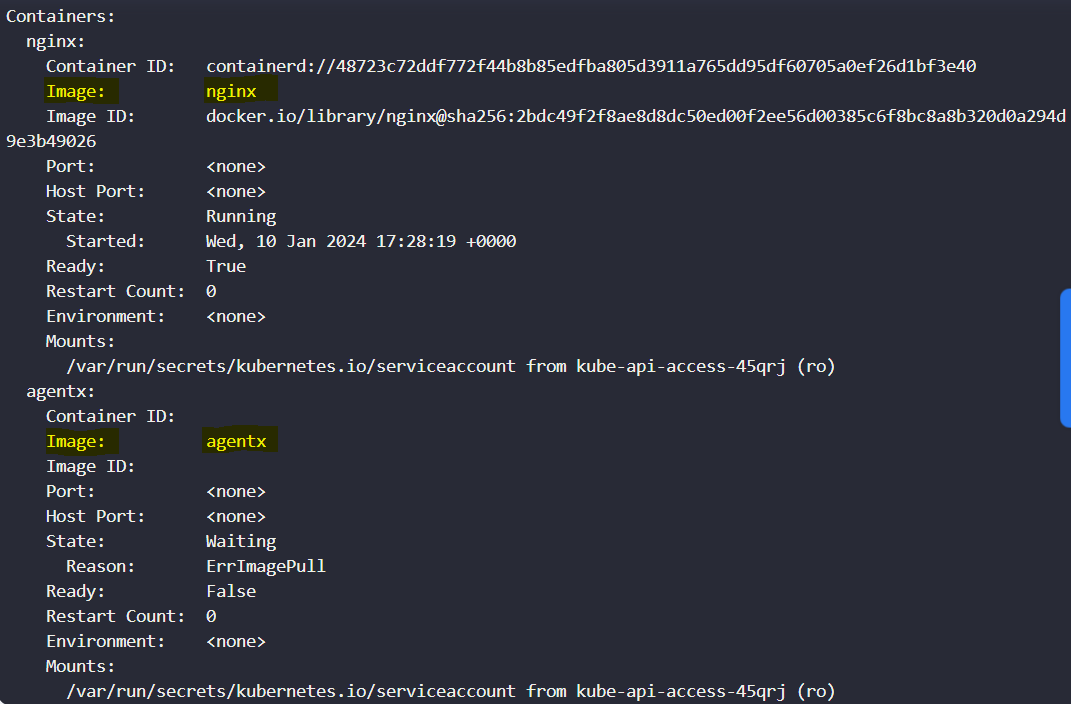 Containers:
  nginx:
    Container ID:   containerd://48723c72ddf772f44b8b85edfba805d3911a765dd95df60705a0ef26d1bf3e40
    Image:          nginx
    Image ID:       docker.io/library/nginx@sha256:2bdc49f2f8ae8d8dc50ed00f2ee56d00385c6f8bc8a8b320d0a294d
9e3b49026
    Port:           <none>
    Host Port:      <none>
    State:          Running
      Started:      Wed, 10 Jan 2024 17:28:19 +0000
    Ready:          True
    Restart Count:  0
    Environment:    <none>
    Mounts:
      /var/run/secrets/kubernetes.io/serviceaccount from kube-api-access-45qrj (ro)
  agentx:
    Container ID:
    Image:          agentx
    Image ID:
    Port:           <none>
    Host Port:      <none>
    State:          Waiting
      Reason:       ErrImagePull
    Ready:          False
    Restart Count:  0
    Environment:    <none>
    Mounts:
      /var/run/secrets/kubernetes.io/serviceaccount from kube-api-access-45qrj (ro)